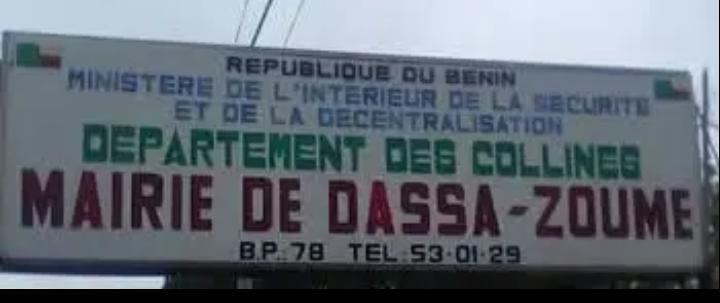 REPUBLIQUE DU BENIN
MINISTERE DE L'INTERIEUR DE LA SECURITE
ET DE LA DECENTRALISATION
DEPARTEMENT DES COLLINES
MAIRIE DE DASSA-ZOUME
B.P.:78 TEL:53-01-29